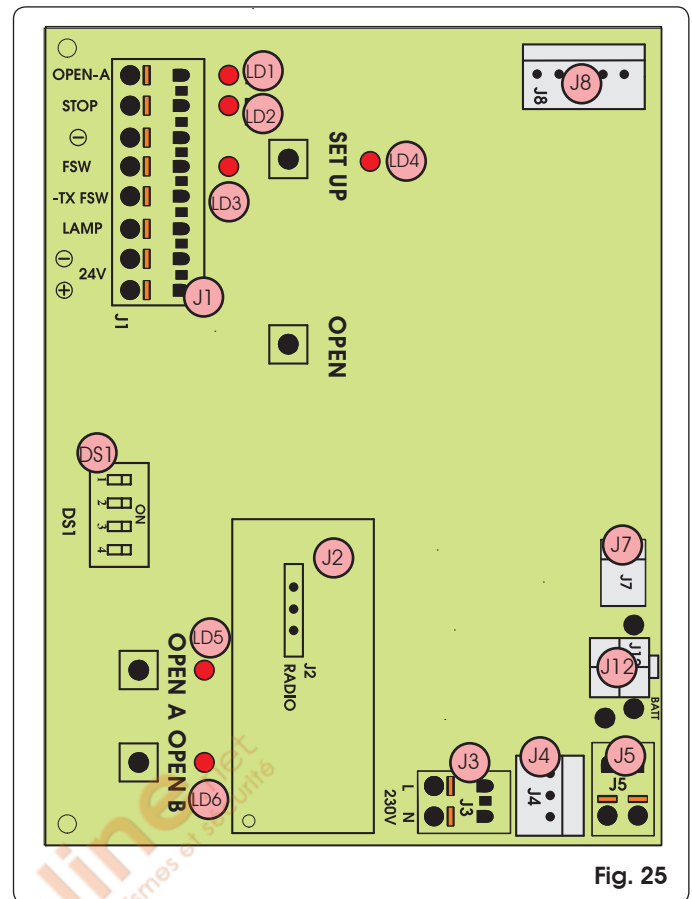 OPEN-A
STOP
⊖
FSW
-TX FSW
LAMP
⊖
24V
⊕
J1
J1
LD1
LD2
LD3
SET UP
LD4
J8
J8
OPEN
DS1
1
2
3
4
ON
DS1
J2
J2
RADIO
OPEN A
OPEN B
LD5
LD6
J7
J7
J12
BATT
J3
J3
L
N
230V
J4
J4
J5
J5
Fig. 25